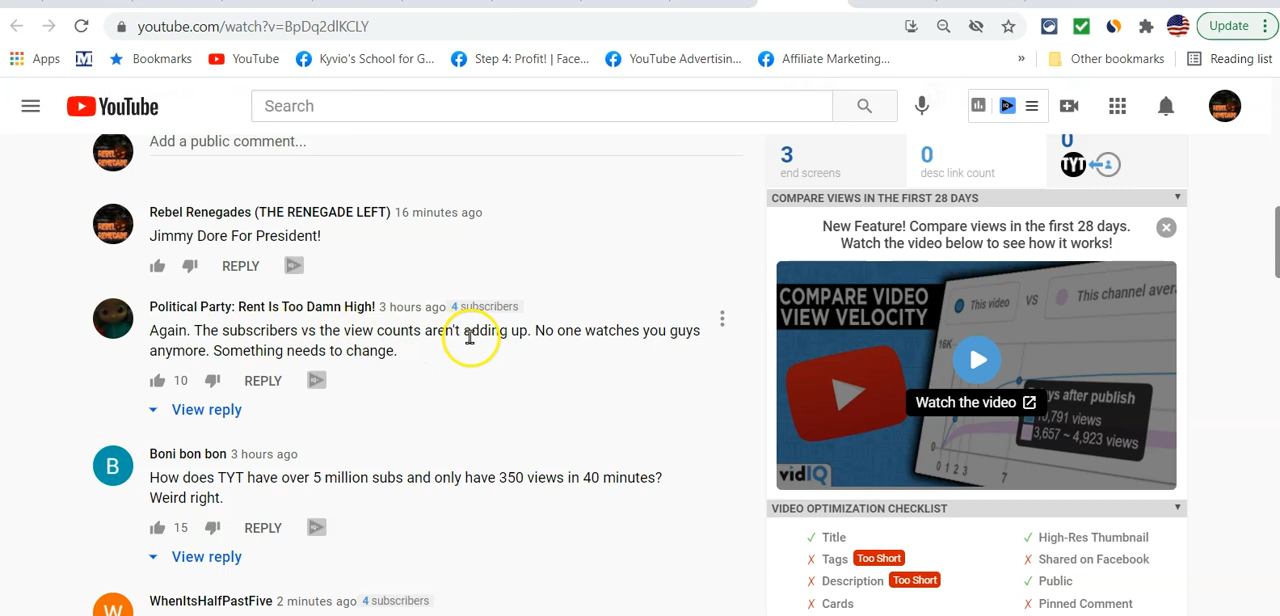 youtube.com/watch?v=BpDq2dlKCLY
Update
Apps
M
Bookmarks
YouTube
Kyvio's School for G...
Step 4: Profit! | Face...
YouTube Advertisin...
Affiliate Marketing...
»
Other bookmarks
Reading list
YouTube
Search
Add a public comment...
Rebel Renegades (THE RENEGADE LEFT) 16 minutes ago
Jimmy Dore For President!
REPLY
Political Party: Rent Is Too Damn High! 3 hours ago 4 subscribers
Again. The subscribers vs the view counts aren't adding up. No one watches you guys
anymore. Something needs to change.
10 REPLY
View reply
B
Boni bon bon 3 hours ago
How does TYT have over 5 million subs and only have 350 views in 40 minutes?
Weird right.
15 REPLY
View reply
W
WhenItsHalfPastFive 2 minutes ago 4 subscribers
3
end screens
0
desc link count
0
TYT
COMPARE VIEWS IN THE FIRST 28 DAYS
New Feature! Compare views in the first 28 days.
Watch the video below to see how it works!
COMPARE VIDEO
VIEW VELOCITY
This video VS This channel
16K
Watch the video
days after publish
3,657 ~ 4,923 views
0 1 2 3 7
vidIQ
VIDEO OPTIMIZATION CHECKLIST
Title
High-Res Thumbnail
Tags Too Short
Shared on Facebook
Description Too Short
Public
Cards
Pinned Comment